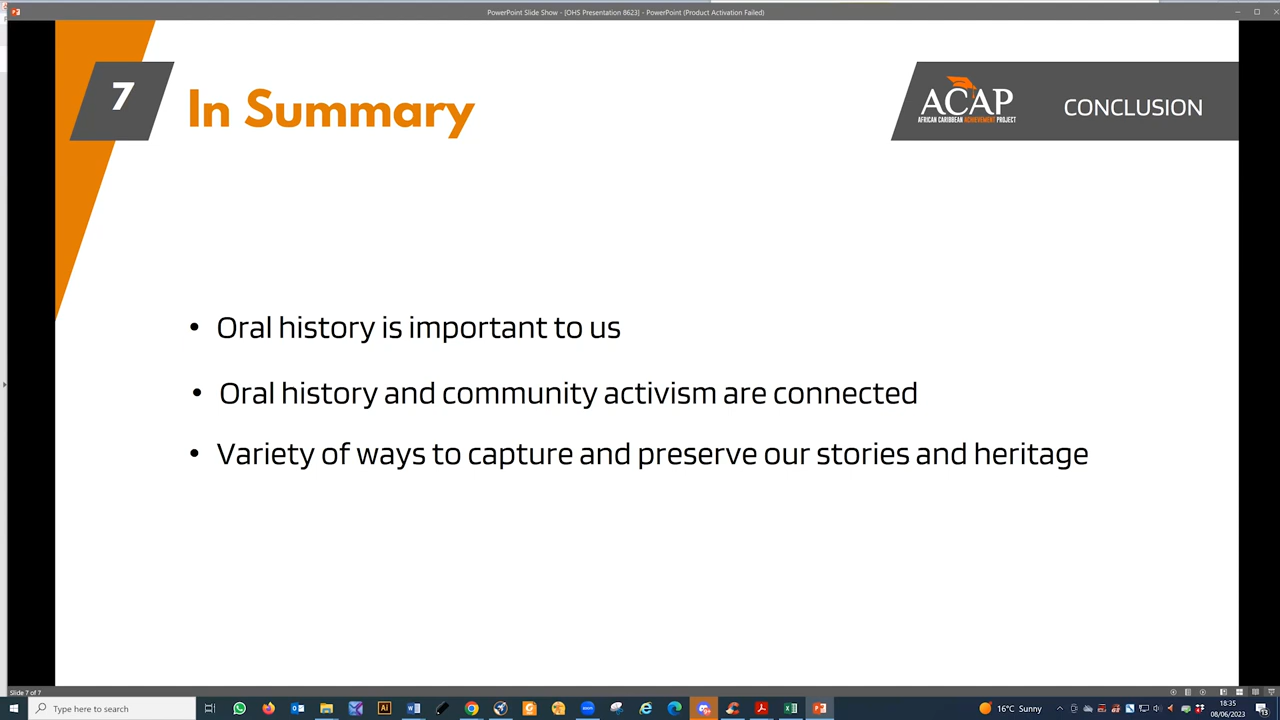 PowerPoint Slide Show - [OHS Presentation 8623] - PowerPoint (Product Activation Failed)
7
In Summary
ACAP
AFRICAN CARIBBEAN ACHIEVEMENT PROJECT
CONCLUSION
• Oral history is important to us
• Oral history and community activism are connected
• Variety of ways to capture and preserve our stories and heritage
Slide 7 of 7
Type here to search
16°C Sunny
18:35
08/06/2023
13